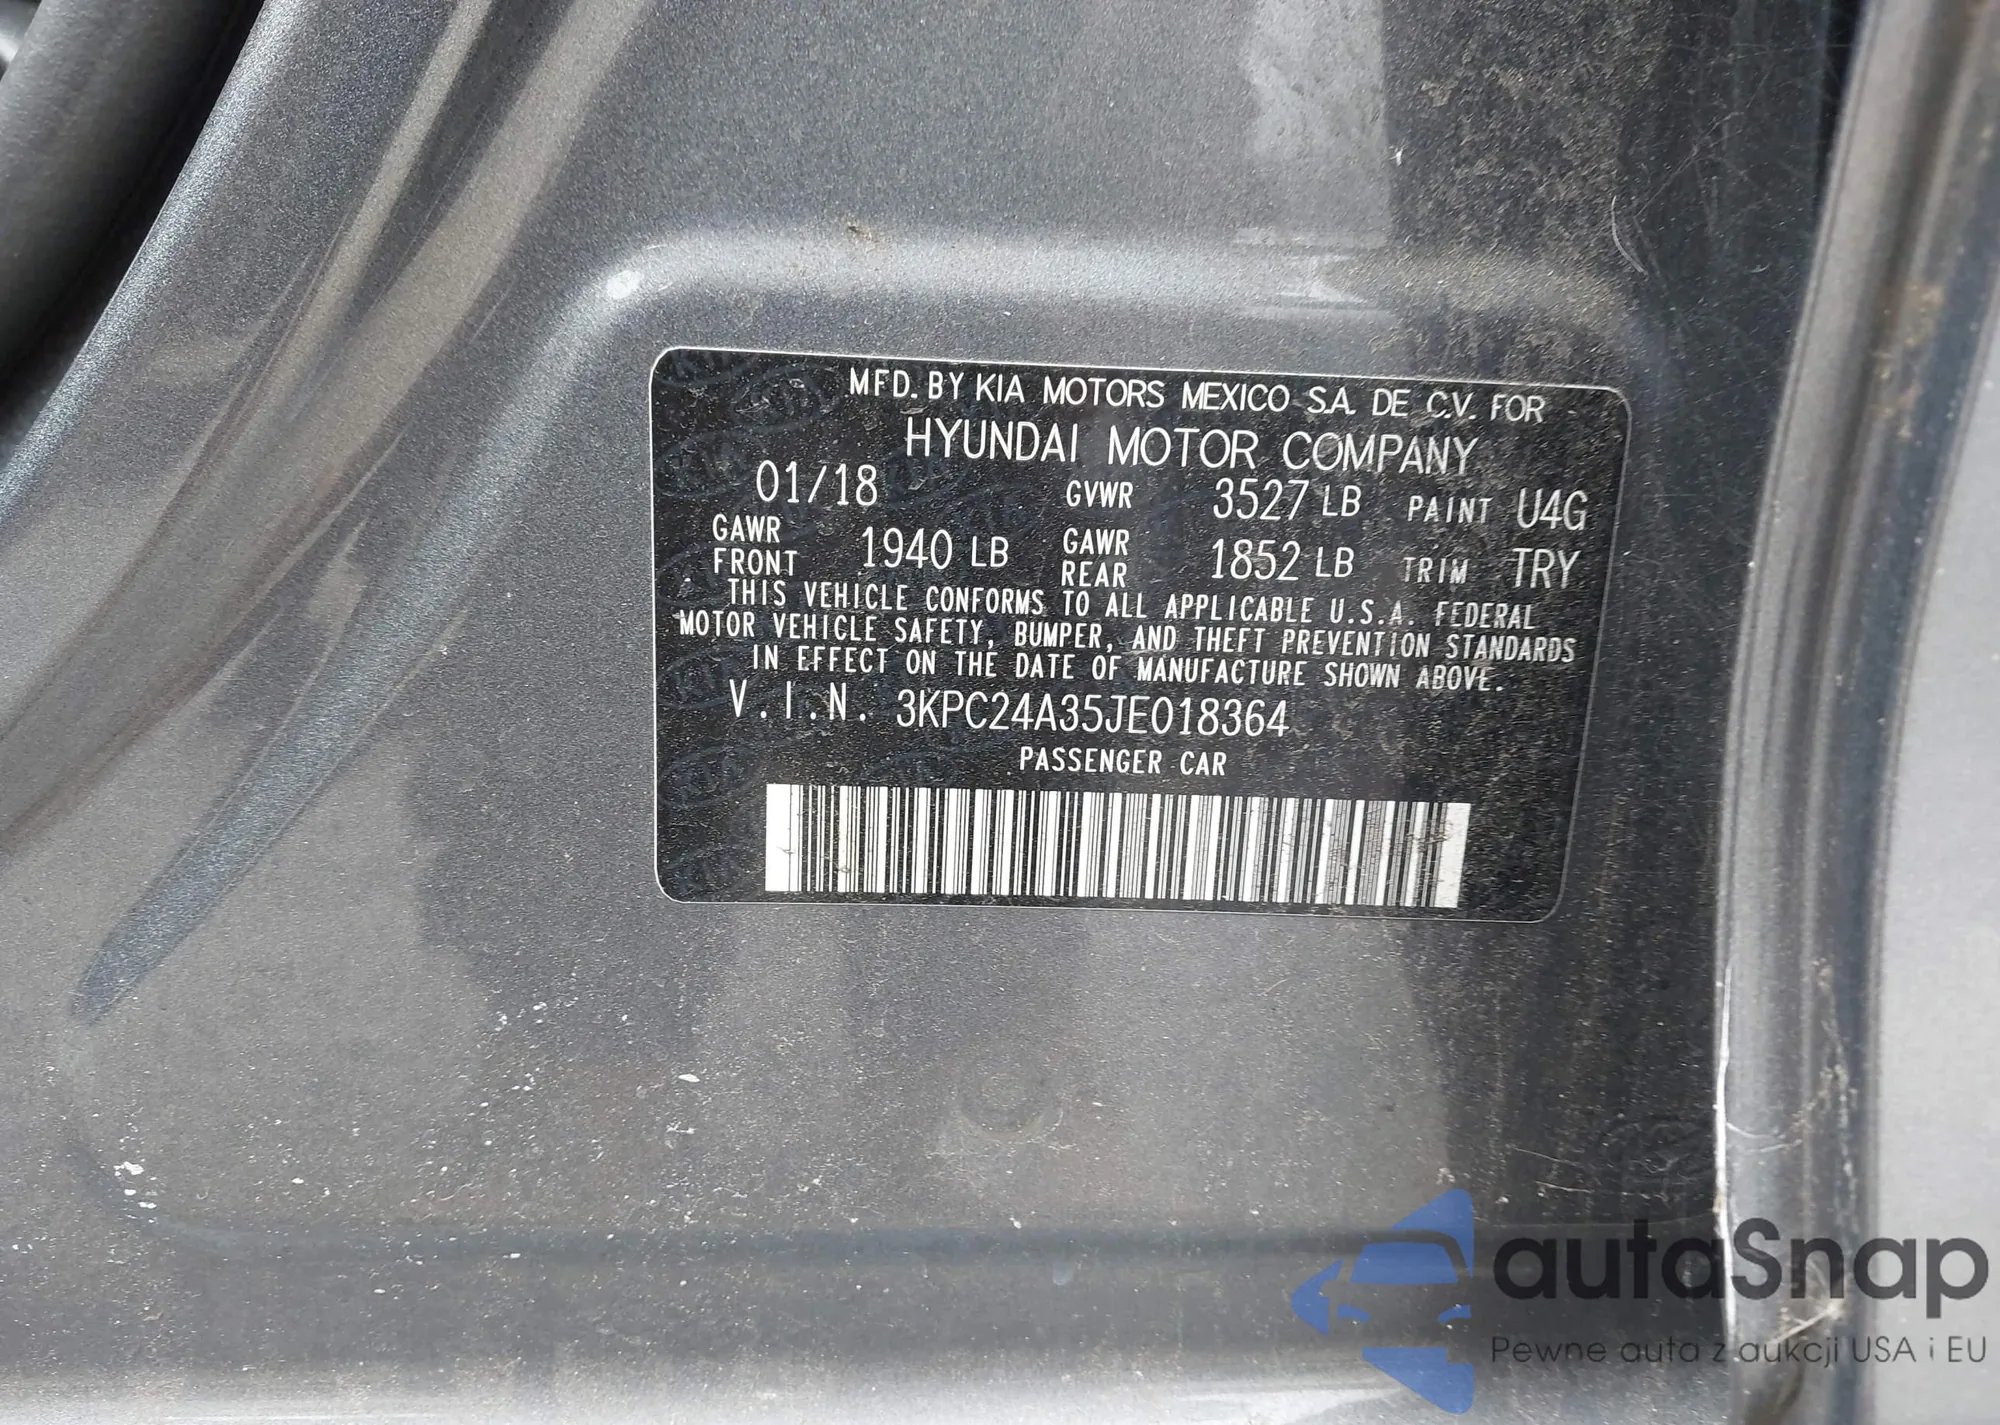 MFD. BY KIA MOTORS MEXICO S.A. DE C.V. FOR
HYUNDAI MOTOR COMPANY
01/18 GVWR 3527 LB PAINT U4G
GAWR FRONT 1940 LB GAWR REAR 1852 LB TRIM TRY
THIS VEHICLE CONFORMS TO ALL APPLICABLE U.S.A. FEDERAL
MOTOR VEHICLE SAFETY, BUMPER, AND THEFT PREVENTION STANDARDS
IN EFFECT ON THE DATE OF MANUFACTURE SHOWN ABOVE.
V.I.N. 3KPC24A35JE018364
PASSENGER CAR
autaSnap
Pewne auta z aukcji USA i EU